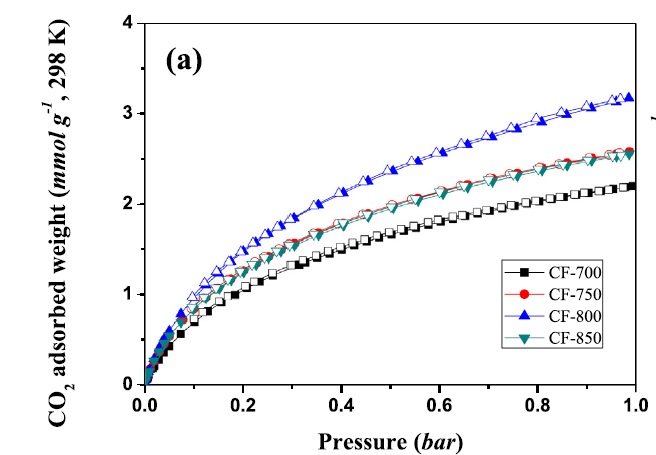 4
3
2
1
0
CO2 adsorbed weight (mmol g-1, 298 K)
(a)
CF-700
CF-750
CF-800
CF-850
0.0 0.2 0.4 0.6 0.8 1.0
Pressure (bar)